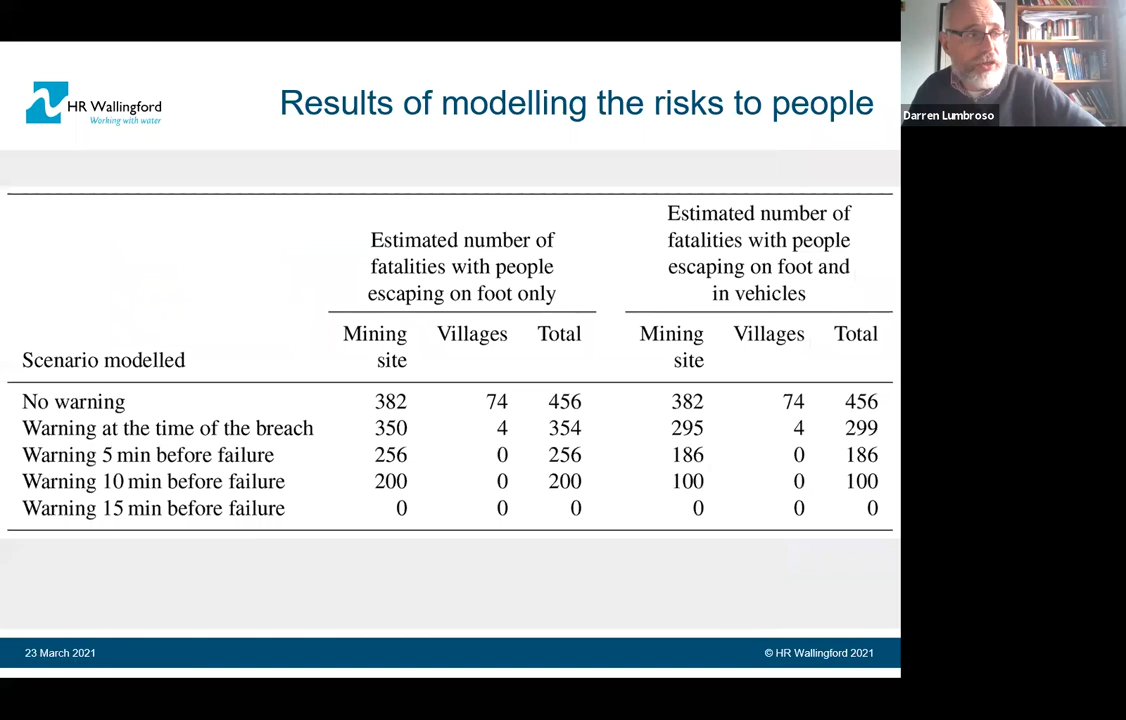 HR Wallingford
Working with water
Results of modelling the risks to people
Darren Lumbroso
Estimated number of
fatalities with people
escaping on foot only
Estimated number of
fatalities with people
escaping on foot and
in vehicles
Scenario modelled
Mining site
Villages
Total
Mining site
Villages
Total
No warning 382 74 456 382 74 456
Warning at the time of the breach 350 4 354 295 4 299
Warning 5 min before failure 256 0 256 186 0 186
Warning 10 min before failure 200 0 200 100 0 100
Warning 15 min before failure 0 0 0 0 0 0
23 March 2021
© HR Wallingford 2021